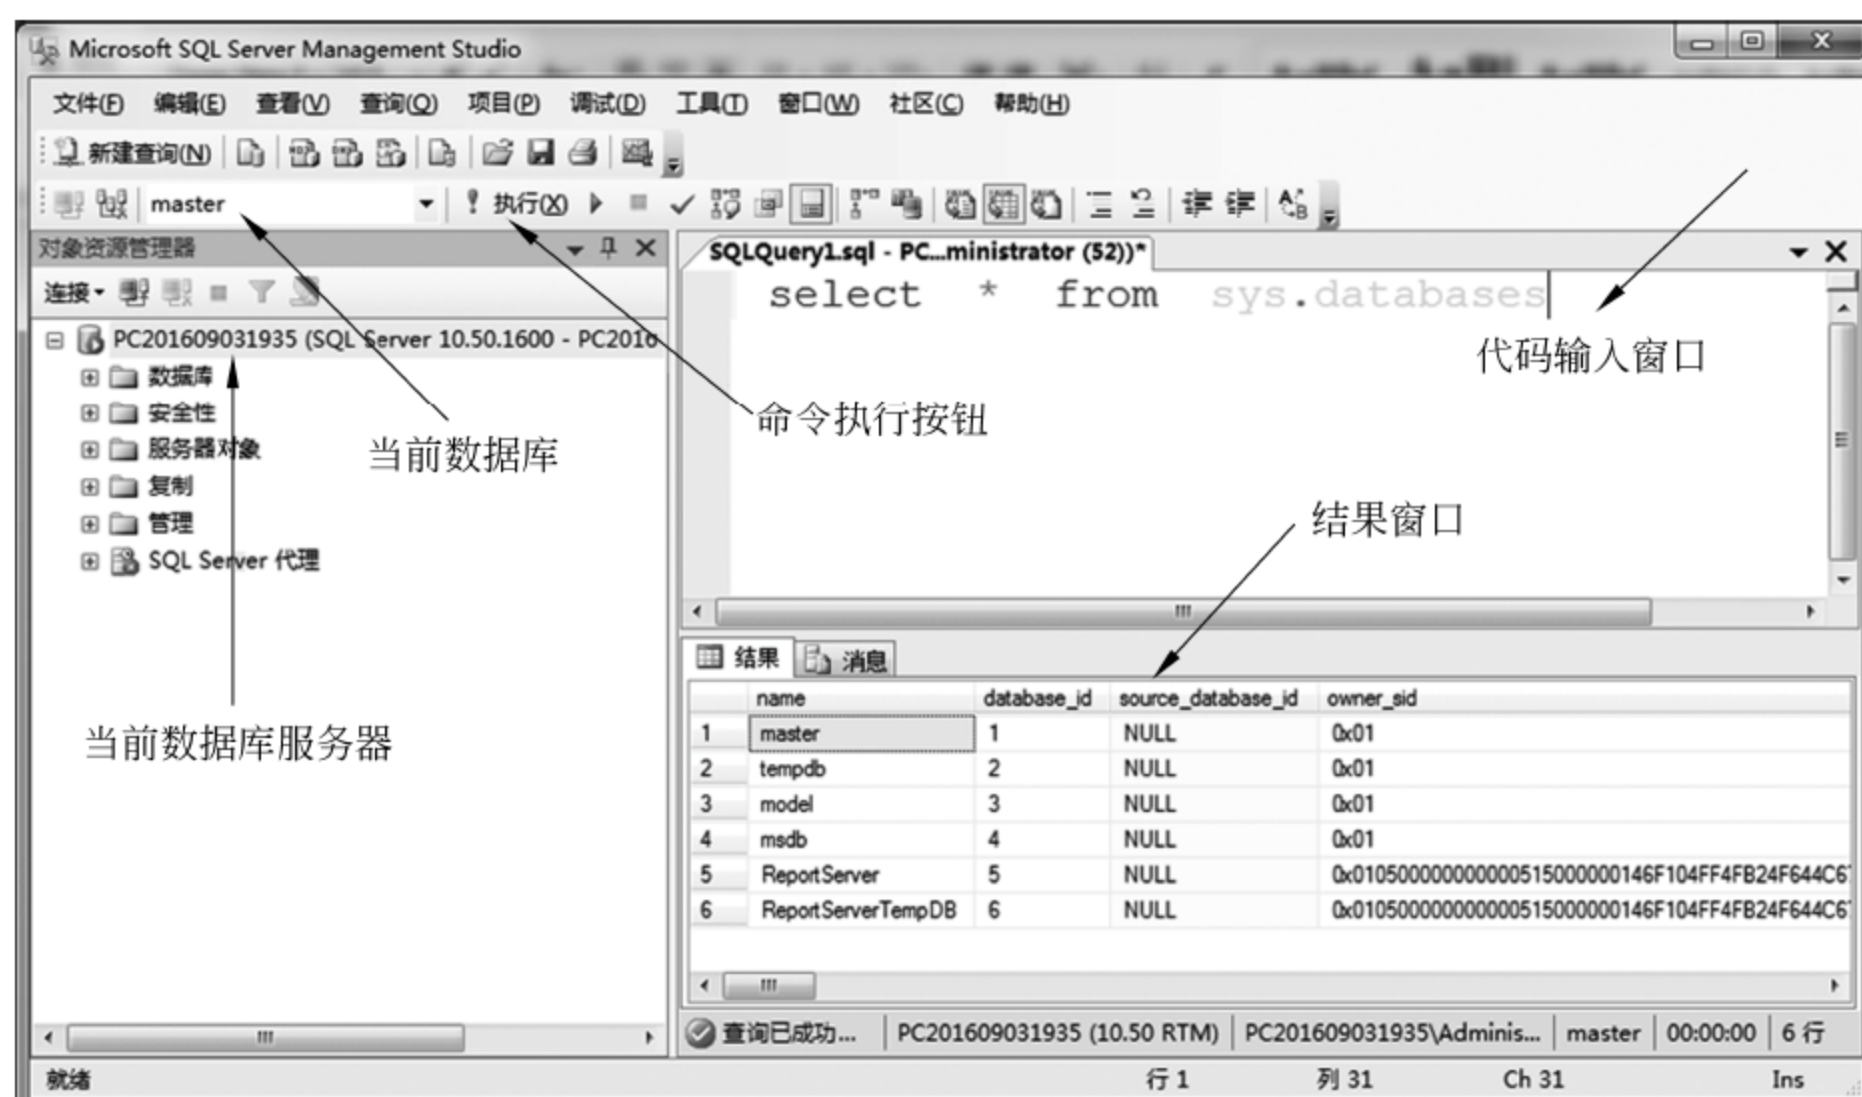 Microsoft SQL Server Management Studio
文件(F) 编辑(E) 查看(V) 查询(Q) 项目(P) 调试(D) 工具(T) 窗口(W) 社区(C) 帮助(H)
新建查询(N)
master 执行(X)
对象资源管理器
连接
PC201609031935 (SQL Server 10.50.1600 - PC2016
数据库
安全性
服务器对象
复制
管理
SQL Server 代理
当前数据库
当前数据库服务器
命令执行按钮
SQLQuery1.sql - PC...ministrator (52))*
select * from sys.databases
代码输入窗口
结果窗口
结果 消息
name database_id source_database_id owner_sid
1 master 1 NULL 0x01
2 tempdb 2 NULL 0x01
3 model 3 NULL 0x01
4 msdb 4 NULL 0x01
5 ReportServer 5 NULL
6 ReportServerTempDB 6 NULL
查询已成功... PC201609031935 (10.50 RTM) PC201609031935\Adminis... master 00:00:00 6 行
就绪 行 1 列 31 Ch 31 Ins